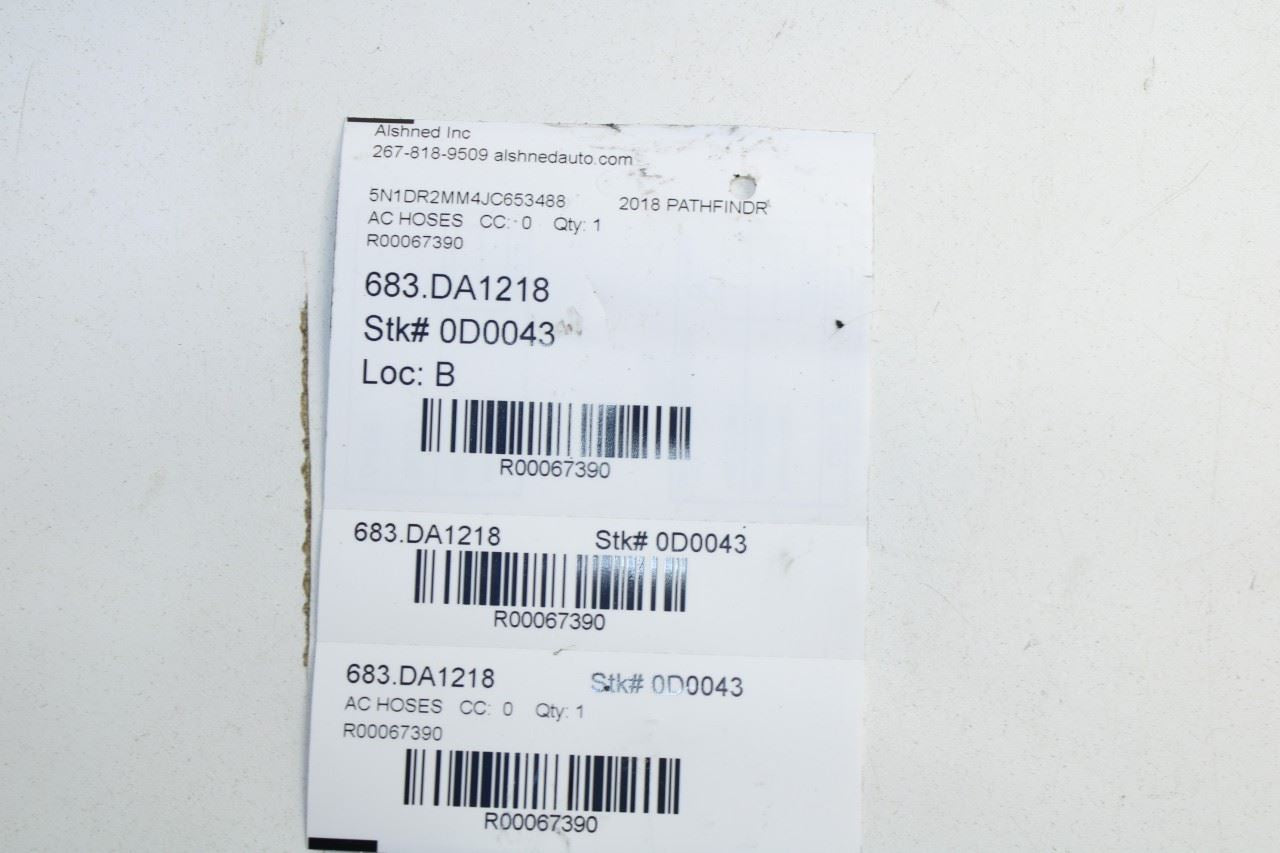 Alshned Inc
267-818-9509 alshnedauto.com
5N1DR2MM4JC653488 2018 PATHFINDR
AC HOSES CC: 0 Qty: 1
R00067390
683.DA1218
Stk# 0D0043
Loc: B
R00067390
683.DA1218 Stk# 0D0043
R00067390
683.DA1218 Stk# 0D0043
AC HOSES CC: 0 Qty: 1
R00067390
R00067390